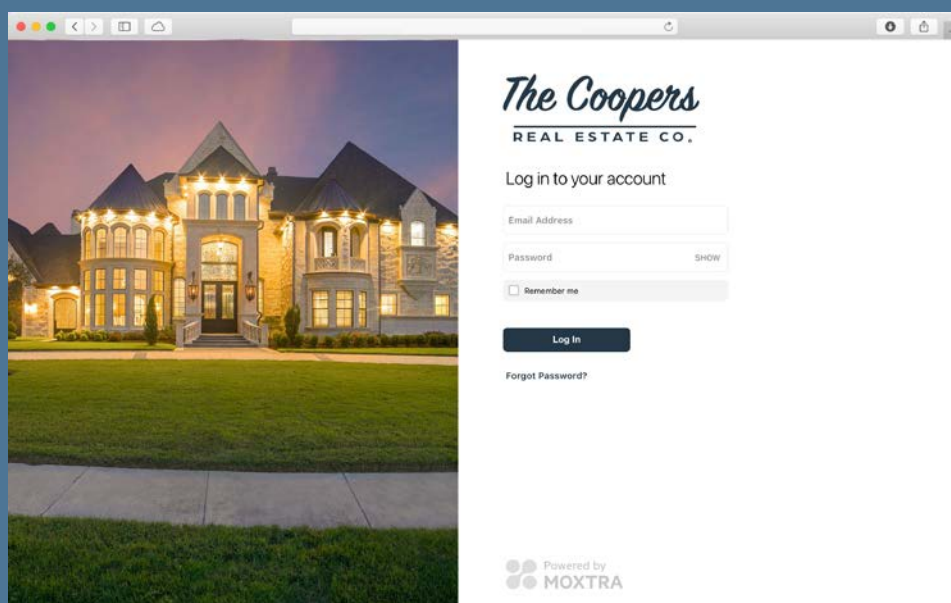 The Coopers
REAL ESTATE CO.
Log in to your account
Email Address
Password SHOW
Remember me
Log In
Forgot Password?
Powered by
MOXTRA